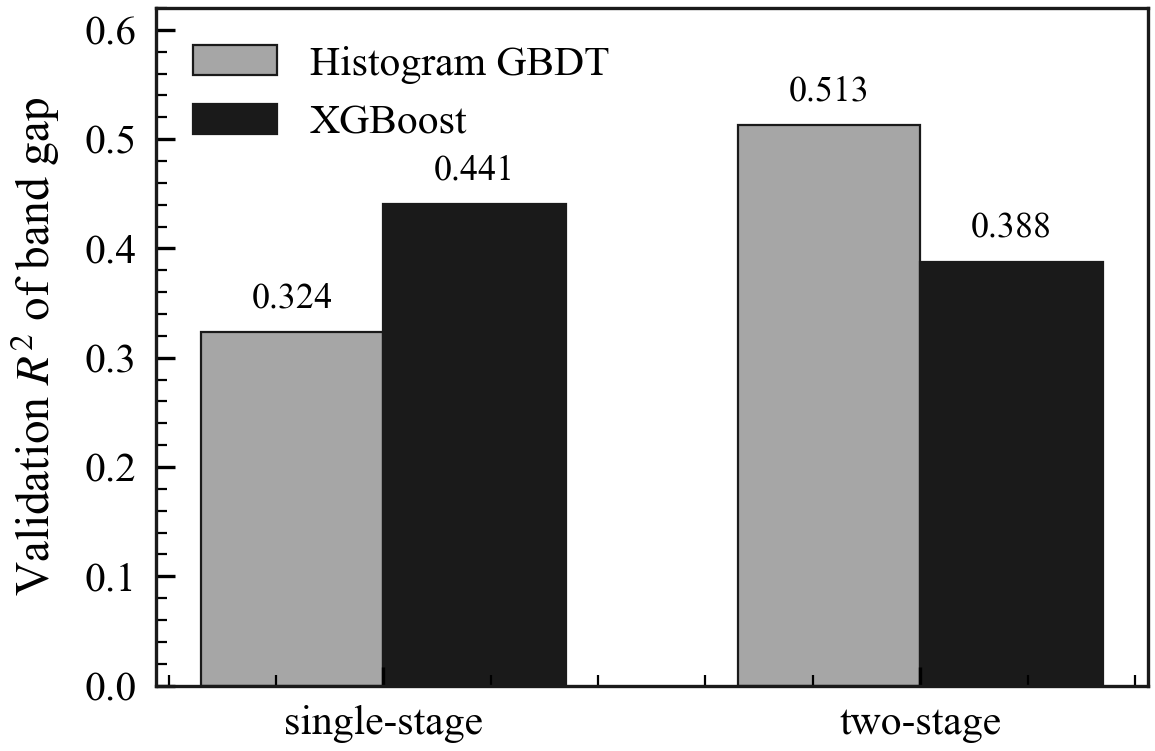 Validation R² of band gap
0.6
0.5
0.4
0.3
0.2
0.1
0.0
Histogram GBDT
XGBoost
0.324
0.441
0.513
0.388
single-stage
two-stage